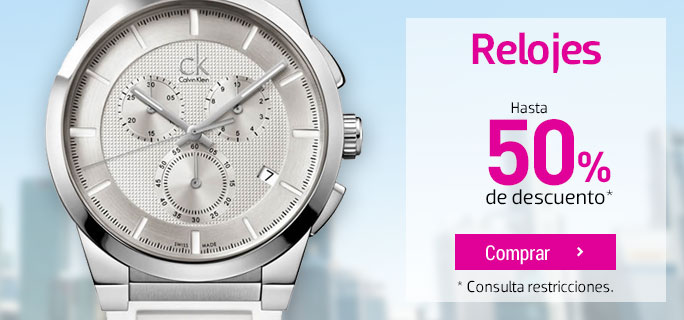 ck
Calvin Klein
SWISS MADE
Relojes
Hasta
50%
de descuento*
Comprar >
* Consulta restricciones.